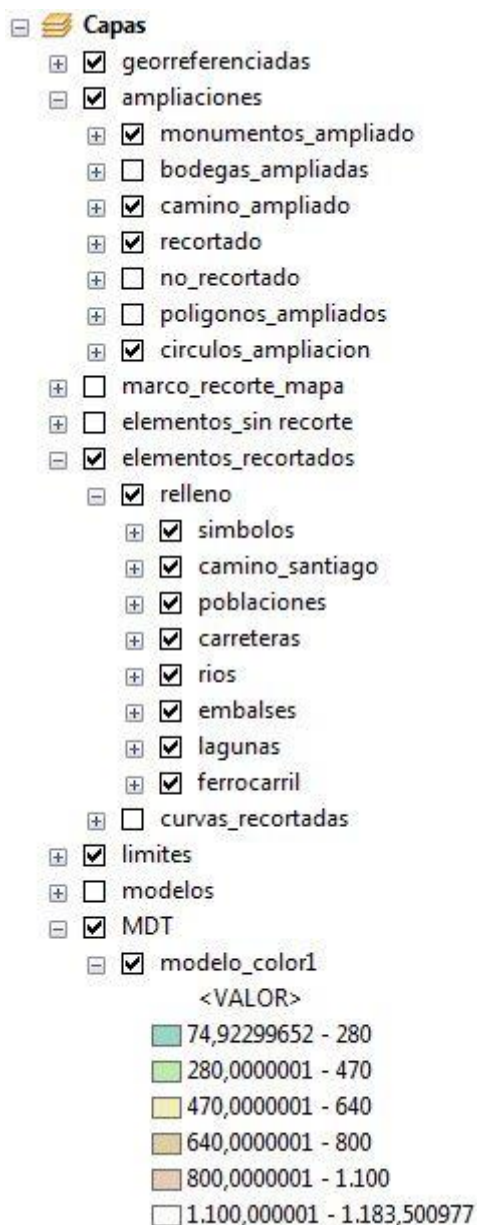 Capas
georreferenciadas
ampliaciones
monumentos_ampliado
bodegas_ampliadas
camino_ampliado
recortado
no_recortado
poligonos_ampliados
circulos_ampliacion
marco_recorte_mapa
elementos_sin recorte
elementos_recortados
relleno
simbolos
camino_santiago
poblaciones
carreteras
rios
embalses
lagunas
ferrocarril
curvas_recortadas
limites
modelos
MDT
modelo_color1
<VALOR>
74,92299652 - 280
280,0000001 - 470
470,0000001 - 640
640,0000001 - 800
800,0000001 - 1.100
1.100,000001 - 1.183,500977